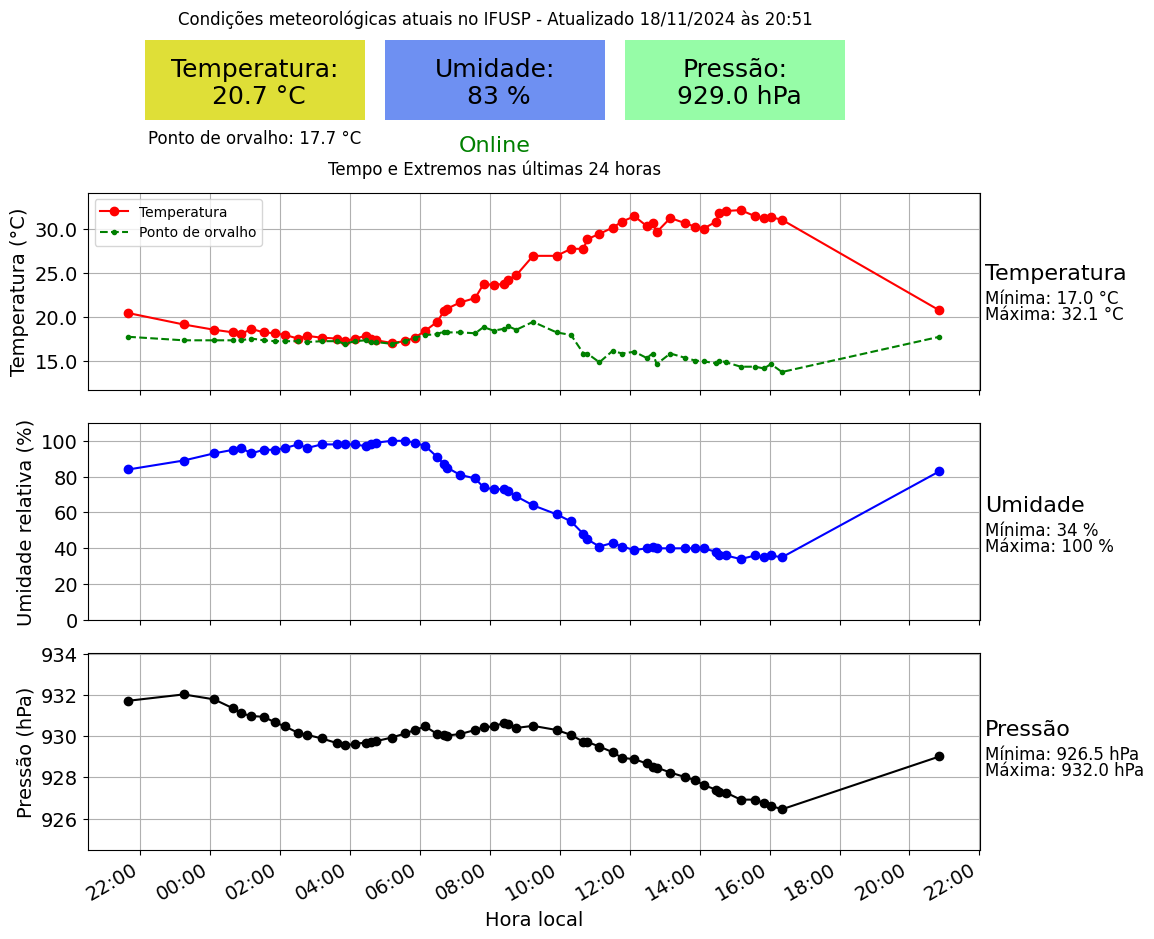 Condições meteorológicas atuais no IFUSP - Atualizado 18/11/2024 às 20:51
Temperatura:
20.7 °C
Umidade:
83 %
Pressão:
929.0 hPa
Ponto de orvalho: 17.7 °C
Online
Tempo e Extremos nas últimas 24 horas
Temperatura
Ponto de orvalho
Temperatura (°C)
30.0
25.0
20.0
15.0
Temperatura
Mínima: 17.0 °C
Máxima: 32.1 °C
Umidade relativa (%)
100
80
60
40
20
0
Umidade
Mínima: 34 %
Máxima: 100 %
Pressão (hPa)
934
932
930
928
926
Pressão
Mínima: 926.5 hPa
Máxima: 932.0 hPa
22:00 00:00 02:00 04:00 06:00 08:00 10:00 12:00 14:00 16:00 18:00 20:00 22:00
Hora local